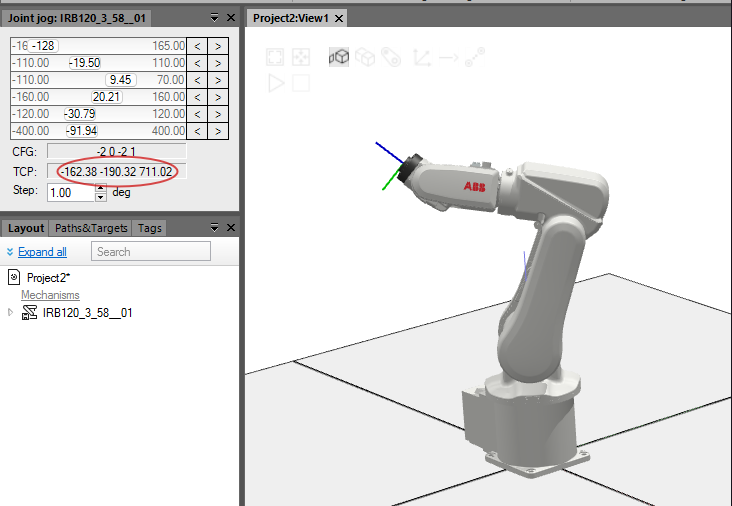 Joint jog: IRB120_3_58__01
-128 165.00 < >
-110.00 -19.50 110.00 < >
-110.00 9.45 70.00 < >
-160.00 20.21 160.00 < >
-120.00 -30.79 120.00 < >
-400.00 -91.94 400.00 < >
CFG: -2 0 -2 1
TCP: -162.38 -190.32 711.02
Step: 1.00 deg
Layout Paths&Targets Tags
Expand all Search
Project2*
Mechanisms
IRB120_3_58__01
Project2:View1
ABB